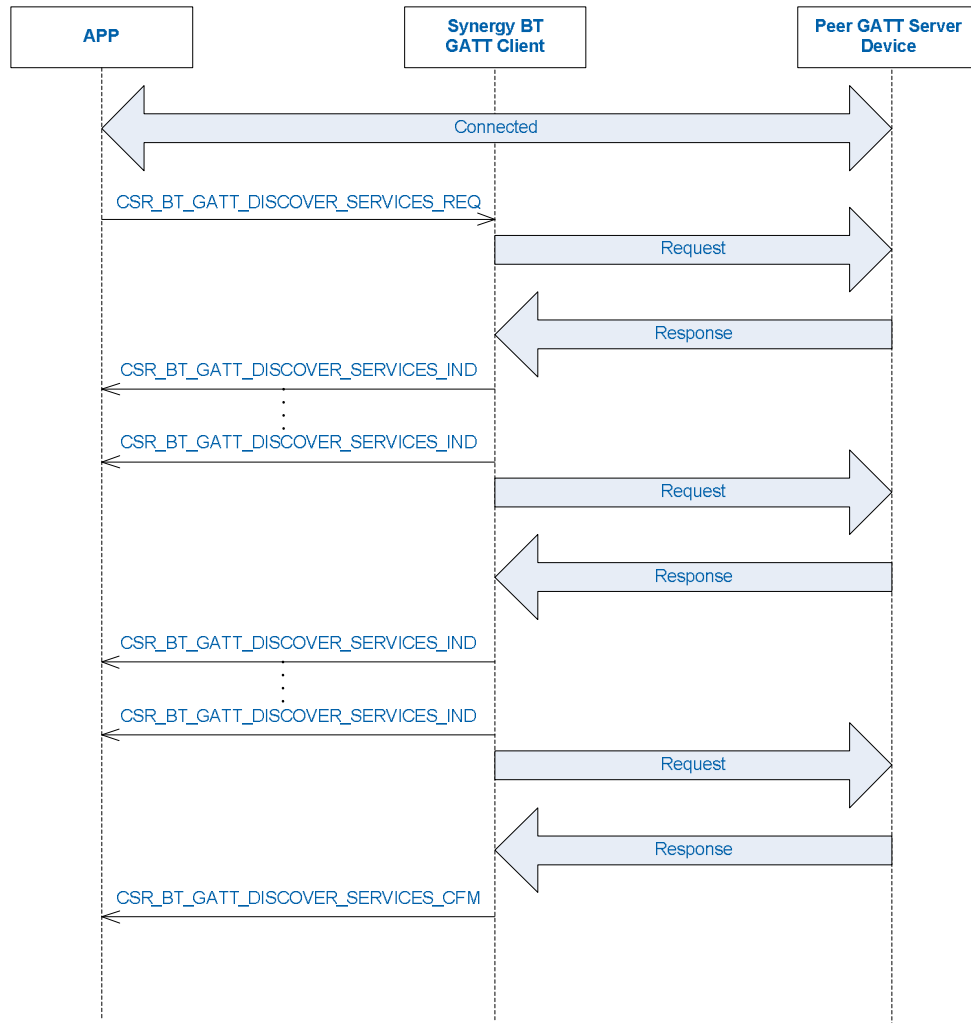 APP
Synergy BT
GATT Client
Peer GATT Server
Device
Connected
CSR_BT_GATT_DISCOVER_SERVICES_REQ
Request
Response
CSR_BT_GATT_DISCOVER_SERVICES_IND
CSR_BT_GATT_DISCOVER_SERVICES_IND
Request
Response
CSR_BT_GATT_DISCOVER_SERVICES_IND
CSR_BT_GATT_DISCOVER_SERVICES_IND
Request
Response
CSR_BT_GATT_DISCOVER_SERVICES_CFM